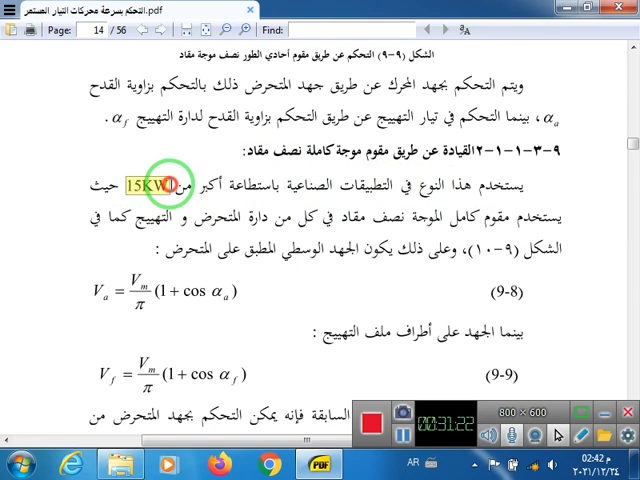 التحكم بسرعة محركات التيار المستمر.pdf
Page: 14 / 56 Find:
الشكل (٩-٩) التحكم عن طريق مقوم أحادي الطور نصف موجة مقاد
ويتم التحكم بجهد المحرك عن طريق جهد المتحرض ذلك بالتحكم بزاوية القدح
αa ، بينما التحكم في تيار التهييج عن طريق التحكم بزاوية القدح لدارة التهييج αf .
٩-٣-١-١-٢القيادة عن طريق مقوم موجة كاملة نصف مقاد:
يستخدم هذا النوع في التطبيقات الصناعية باستطاعة أكبر من 15KW حيث
يستخدم مقوم كامل الموجة نصف مقاد في كل من دارة المتحرض و التهييج كما في
الشكل (٩-١٠)، وعلى ذلك يكون الجهد الوسطي المطبق على المتحرض:
Va = Vm/π (1 + cos αa) (9-8)
بينما الجهد على أطراف ملف التهييج :
Vf = Vm/π (1 + cos αf) (9-9)
السابقة فإنه يمكن التحكم بجهد المتحرض من
00:31:22
800 × 600
PDF
AR
02:42 م
٢٠٢١/١٢/٢٤